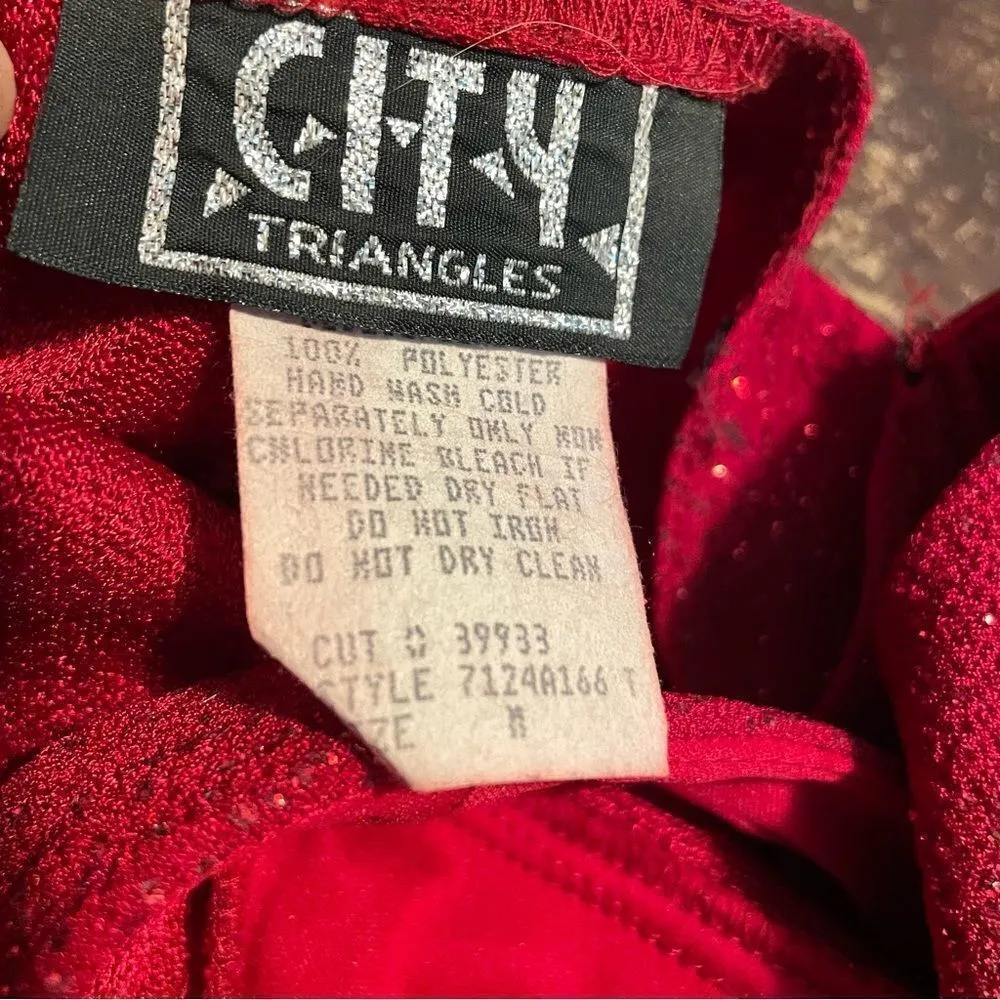 CITY
TRIANGLES
100% POLYESTER
HAND WASH COLD
SEPARATELY ONLY NON
CHLORINE BLEACH IF
NEEDED DRY FLAT
DO NOT IRON
DO NOT DRY CLEAN
CUT # 39933
STYLE 7124A166 T
ZE M